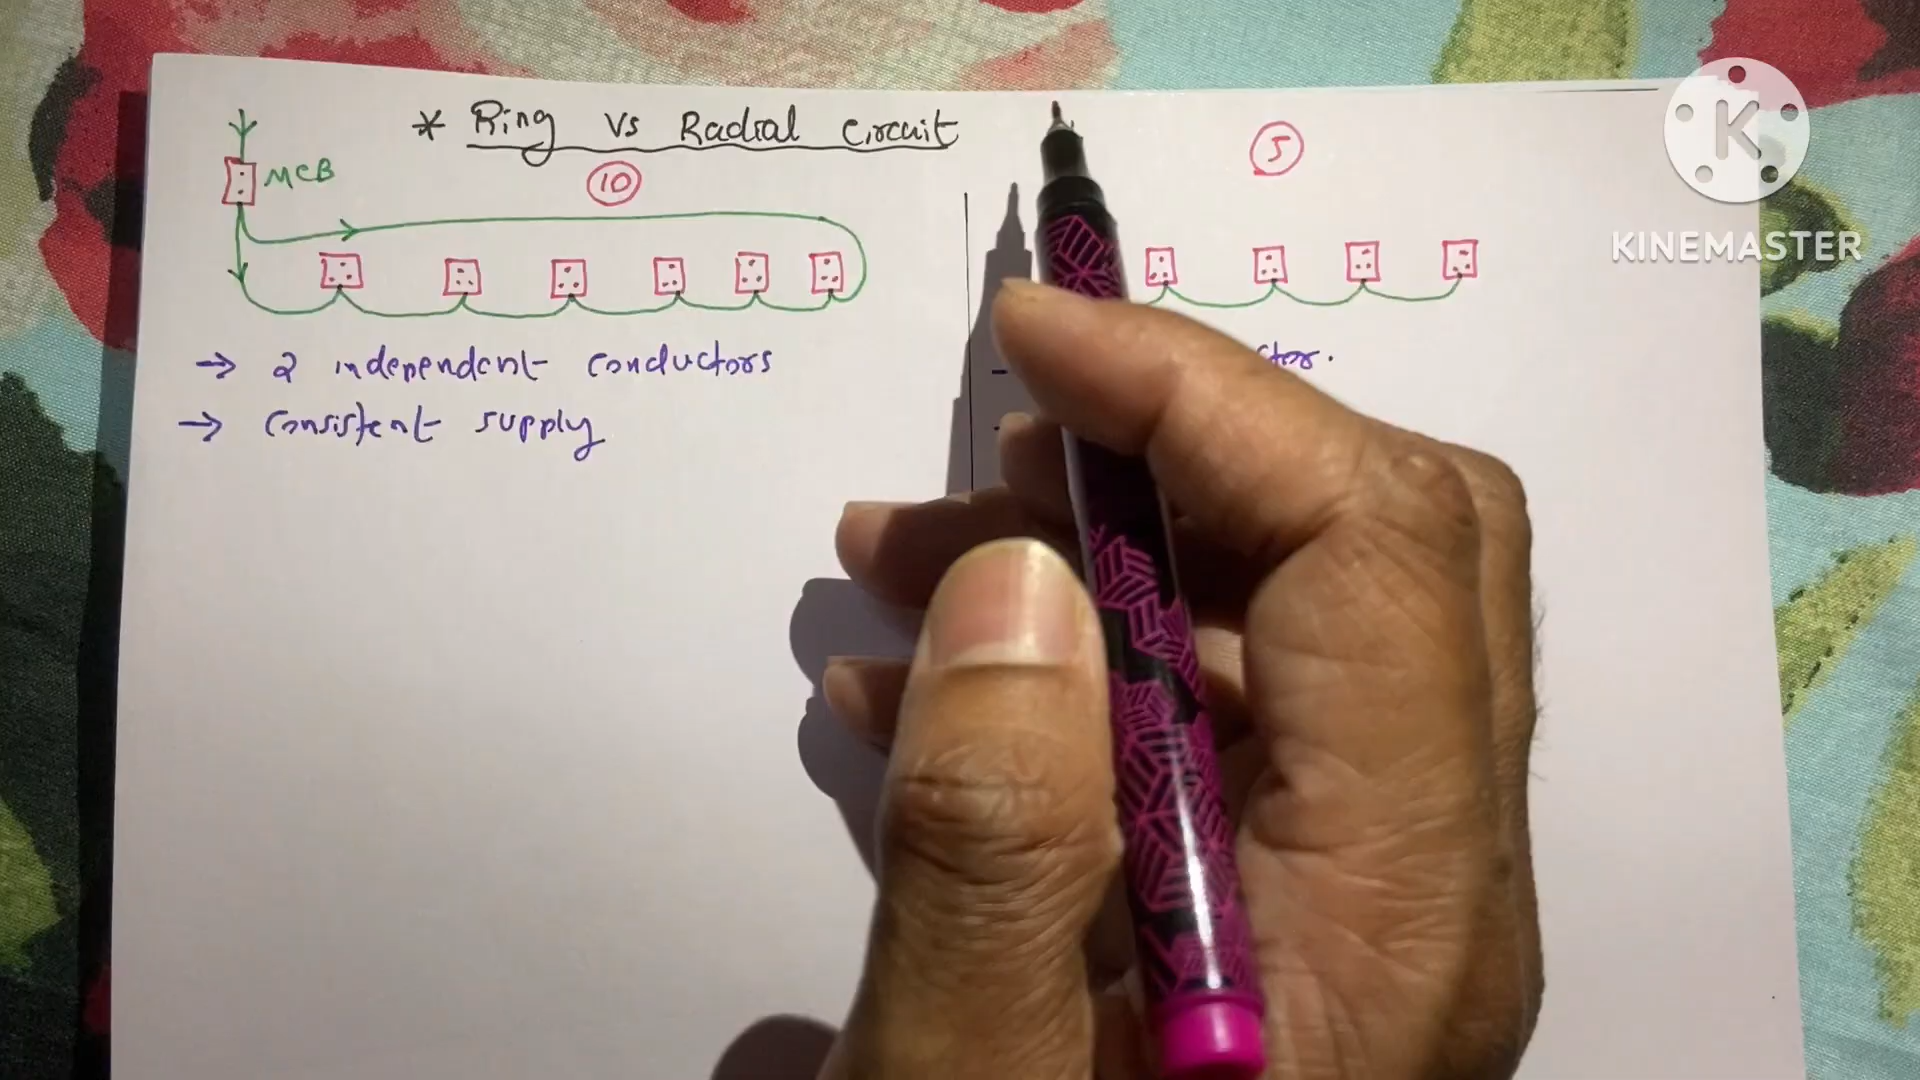 * Ring vs Radial Circuit
MCB
10
5
→ 2 independent conductors
→ Consistent supply
K
KINEMASTER